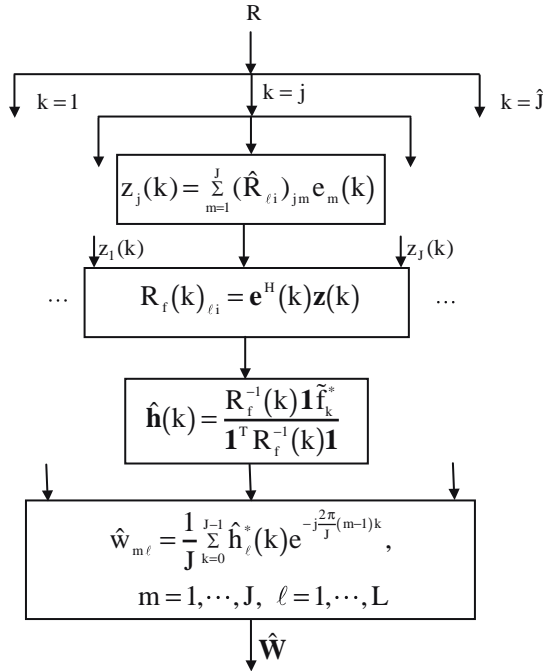 R
k = 1
k = j
k = Ĵ
z_j(k) = Σ_{m=1}^{J} (R̂_{ℓi})_{jm} e_m(k)
z_1(k)
z_J(k)
… R_f(k)_{ℓi} = e^H(k)z(k) …
ĥ(k) = R_f^{-1}(k)1f̃_k^* / 1^T R_f^{-1}(k)1
ŵ_{mℓ} = 1/J Σ_{k=0}^{J-1} ĥ_ℓ^*(k)e^{-j 2π/J (m-1)k},
m = 1,⋯,J, ℓ = 1,⋯,L
Ŵ